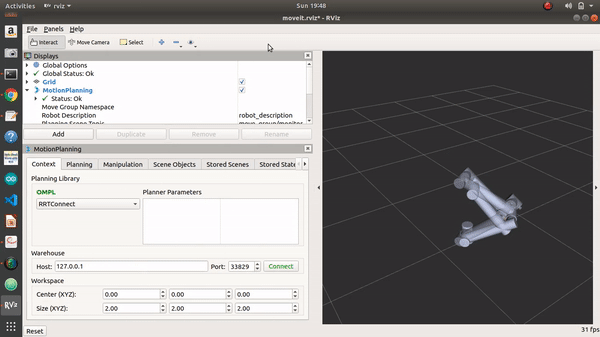 Activities rviz Sun 19:48
moveit.rviz* - RViz
File Panels Help
Interact Move Camera Select
Displays
Global Options
Global Status: Ok
Grid
MotionPlanning
Status: Ok
Move Group Namespace
Robot Description robot_description
Planning Scene Topic move_group/monitor
Add Duplicate Remove Rename
MotionPlanning
Context Planning Manipulation Scene Objects Stored Scenes Stored State
Planning Library
OMPL Planner Parameters
RRTConnect
Warehouse
Host: 127.0.0.1 Port: 33829 Connect
Workspace
Center (XYZ): 0.00 0.00 0.00
Size (XYZ): 2.00 2.00 2.00
RViz
Reset 31 fps